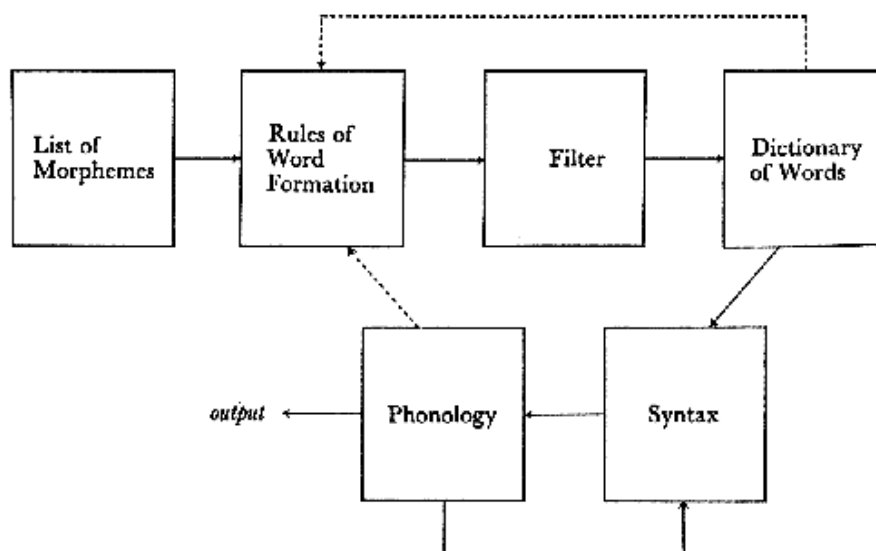 List of
Morphemes
Rules of
Word
Formation
Filter
Dictionary
of Words
output
Phonology
Syntax